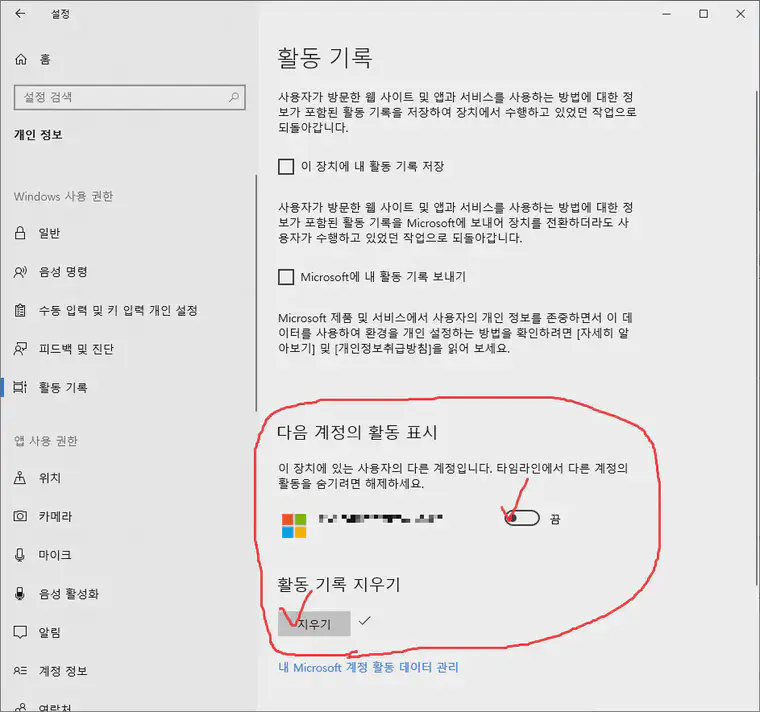 설정
홈
설정 검색
개인 정보
Windows 사용 권한
일반
음성 명령
수동 입력 및 키 입력 개인 설정
피드백 및 진단
활동 기록
앱 사용 권한
위치
카메라
마이크
음성 활성화
알림
계정 정보
연락처
활동 기록
사용자가 방문한 웹 사이트 및 앱과 서비스를 사용하는 방법에 대한 정
보가 포함된 활동 기록을 저장하여 장치에서 수행하고 있었던 작업으로
되돌아갑니다.
이 장치에 내 활동 기록 저장
사용자가 방문한 웹 사이트 및 앱과 서비스를 사용하는 방법에 대한 정
보가 포함된 활동 기록을 Microsoft에 보내어 장치를 전환하더라도 사
용자가 수행하고 있었던 작업으로 되돌아갑니다.
Microsoft에 내 활동 기록 보내기
Microsoft 제품 및 서비스에서 사용자의 개인 정보를 존중하면서 이 데
이터를 사용하여 환경을 개인 설정하는 방법을 확인하려면 [자세히 알
아보기] 및 [개인정보취급방침]을 읽어 보세요.
다음 계정의 활동 표시
이 장치에 있는 사용자의 다른 계정입니다. 타임라인에서 다른 계정의
활동을 숨기려면 해제하세요.
끔
활동 기록 지우기
지우기
내 Microsoft 계정 활동 데이터 관리